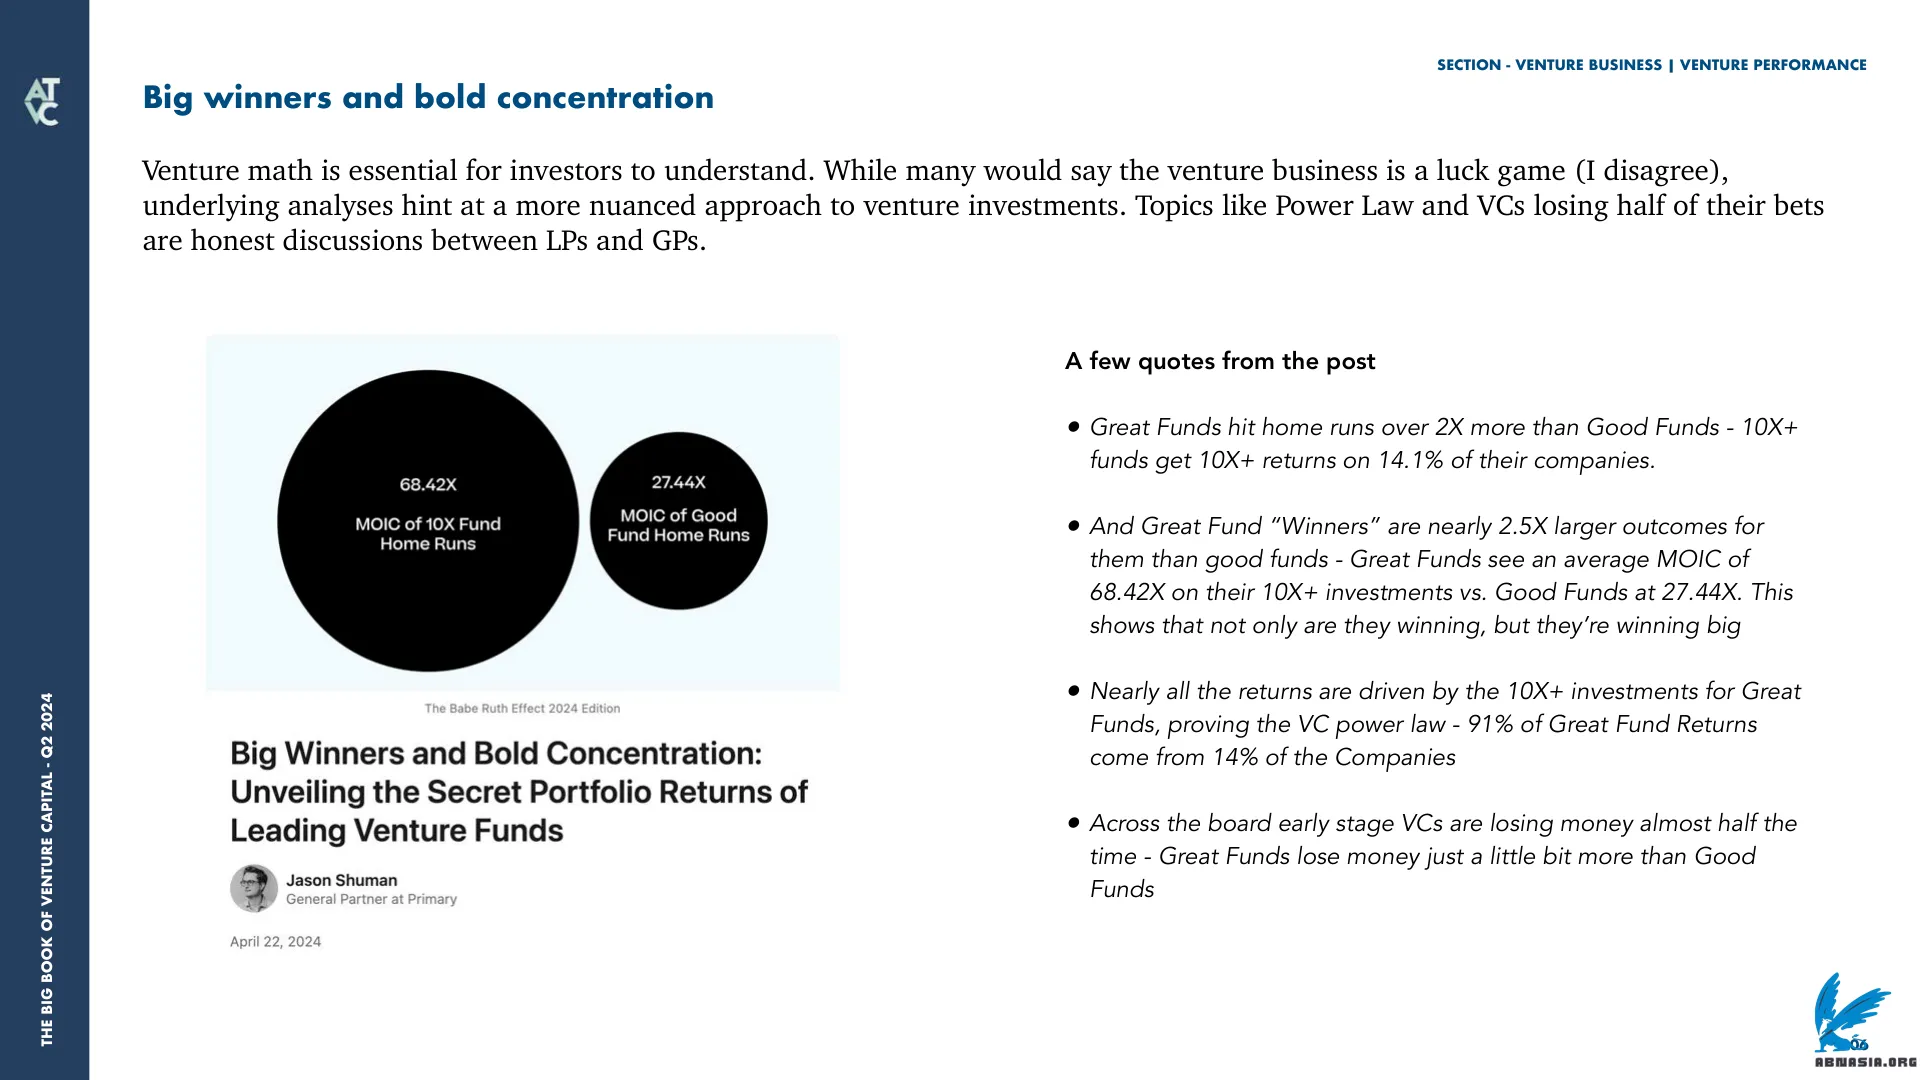 AT
VC
SECTION - VENTURE BUSINESS | VENTURE PERFORMANCE
Big winners and bold concentration
Venture math is essential for investors to understand. While many would say the venture business is a luck game (I disagree),
underlying analyses hint at a more nuanced approach to venture investments. Topics like Power Law and VCs losing half of their bets
are honest discussions between LPs and GPs.
68.42X
MOIC of 10X Fund
Home Runs
27.44X
MOIC of Good
Fund Home Runs
The Babe Ruth Effect 2024 Edition
Big Winners and Bold Concentration:
Unveiling the Secret Portfolio Returns of
Leading Venture Funds
Jason Shuman
General Partner at Primary
April 22, 2024
A few quotes from the post
• Great Funds hit home runs over 2X more than Good Funds - 10X+
funds get 10X+ returns on 14.1% of their companies.
• And Great Fund “Winners” are nearly 2.5X larger outcomes for
them than good funds - Great Funds see an average MOIC of
68.42X on their 10X+ investments vs. Good Funds at 27.44X. This
shows that not only are they winning, but they’re winning big
• Nearly all the returns are driven by the 10X+ investments for Great
Funds, proving the VC power law - 91% of Great Fund Returns
come from 14% of the Companies
• Across the board early stage VCs are losing money almost half the
time - Great Funds lose money just a little bit more than Good
Funds
THE BIG BOOK OF VENTURE CAPITAL - Q2 2024
06
ABNASIA.ORG